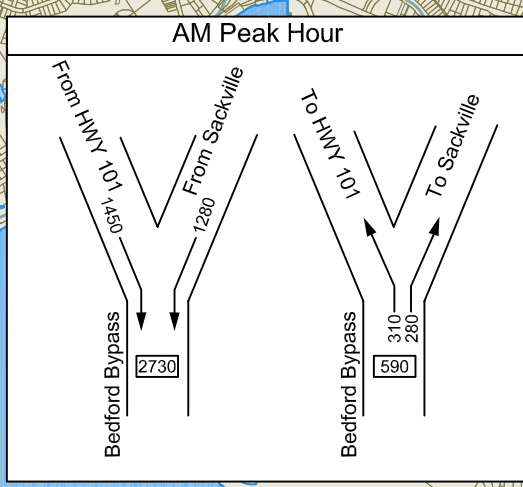 AM Peak Hour
From HWY 101
1450
From Sackville
1280
Bedford Bypass
2730
To HWY 101
To Sackville
310
280
Bedford Bypass
590